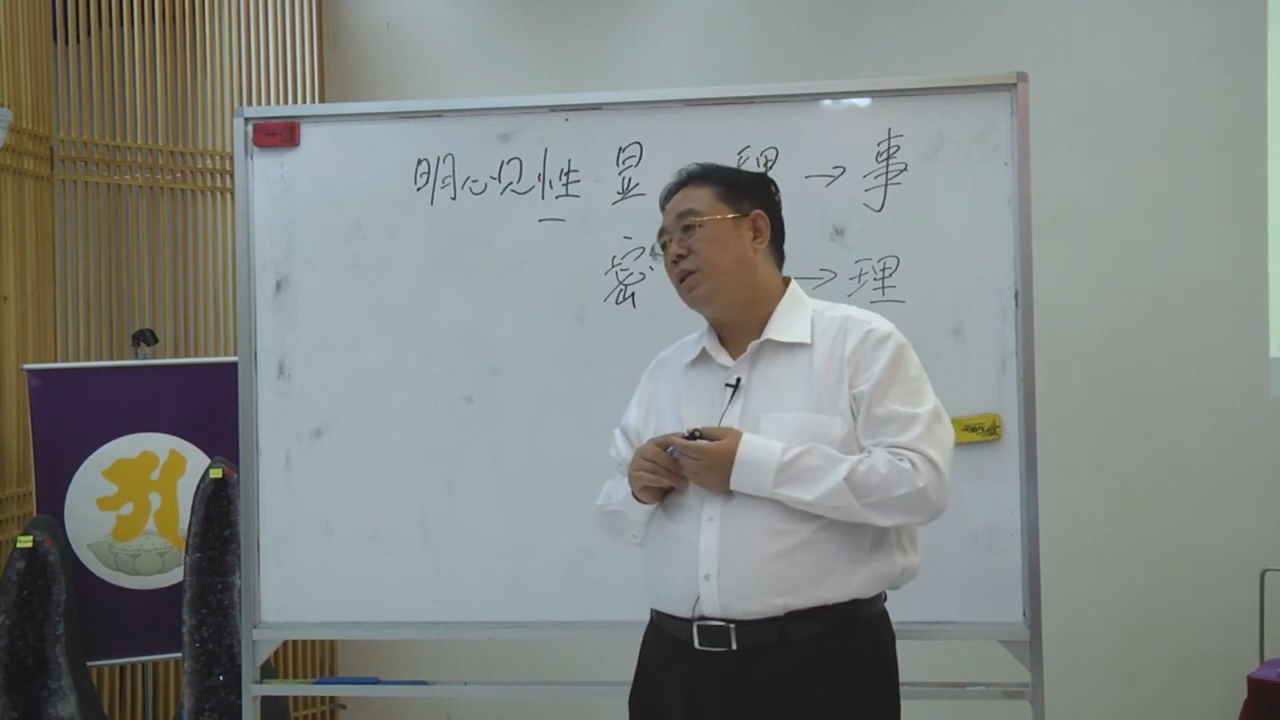 明心见性 显 理 → 事
密 → 理